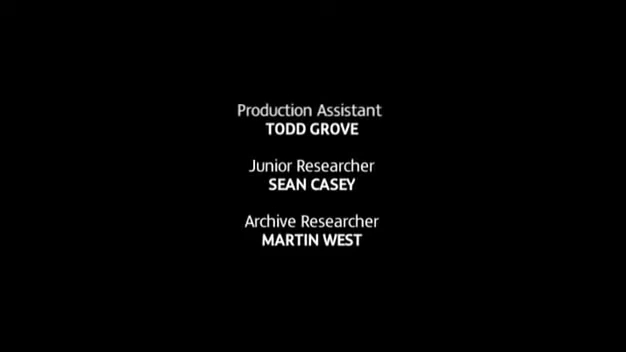 Production Assistant
TODD GROVE
Junior Researcher
SEAN CASEY
Archive Researcher
MARTIN WEST